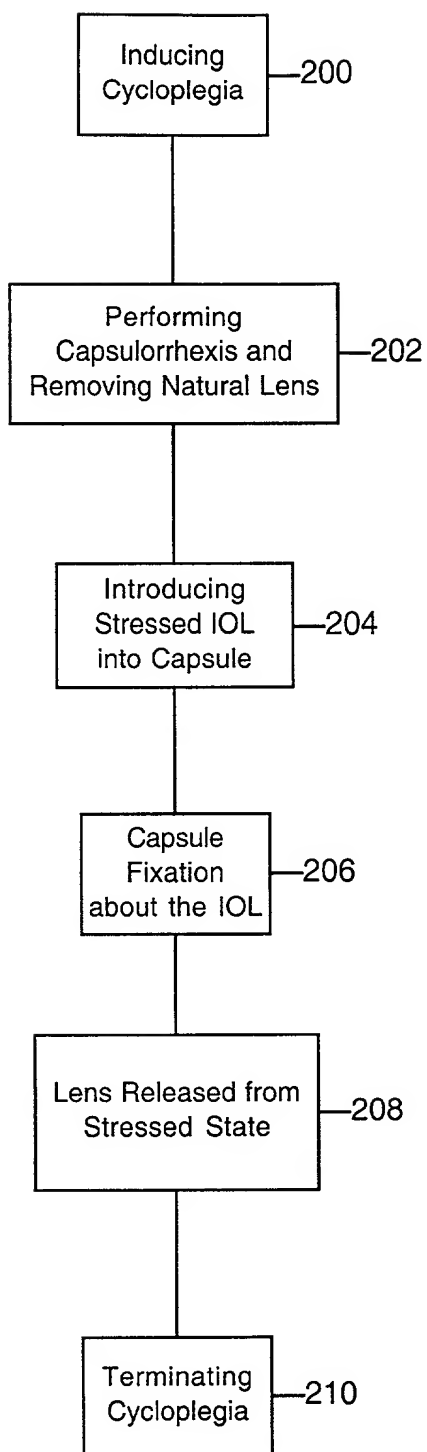 Inducing
Cycloplegia
200
Performing
Capsulorrhexis and
Removing Natural Lens
202
Introducing
Stressed IOL
into Capsule
204
Capsule
Fixation
about the IOL
206
Lens Released from
Stressed State
208
Terminating
Cycloplegia
210